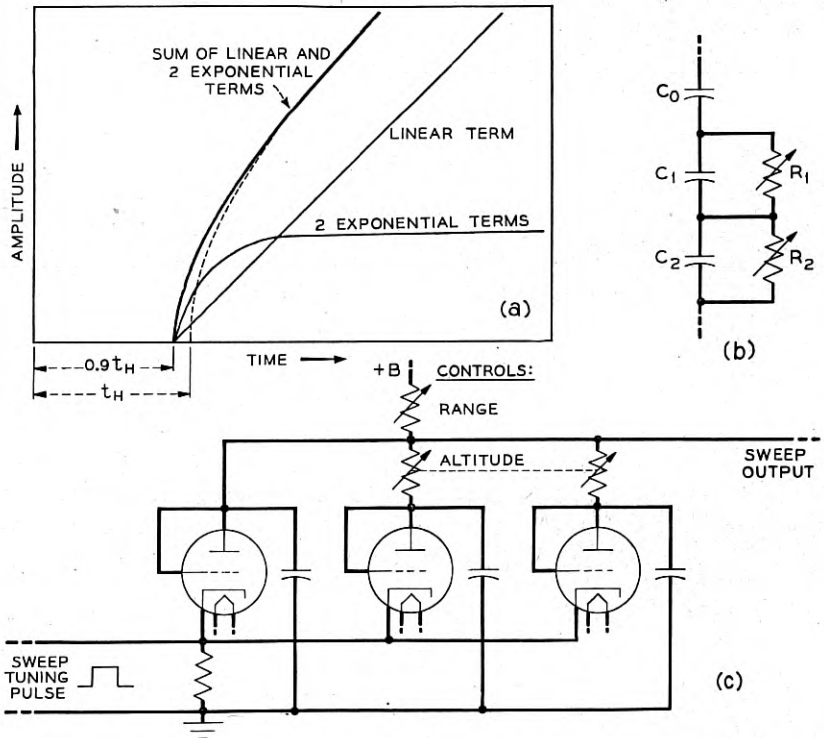 SUM OF LINEAR AND
2 EXPONENTIAL
TERMS
LINEAR TERM
2 EXPONENTIAL TERMS
AMPLITUDE
(a)
0.9tH
TIME
tH
C0
C1
R1
C2
R2
(b)
+B
CONTROLS:
RANGE
ALTITUDE
SWEEP
OUTPUT
SWEEP
TUNING
PULSE
(c)